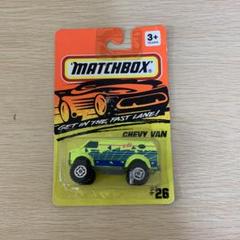 3+
MATCHBOX
GET IN THE FAST LANE!
CHEVY VAN
#26